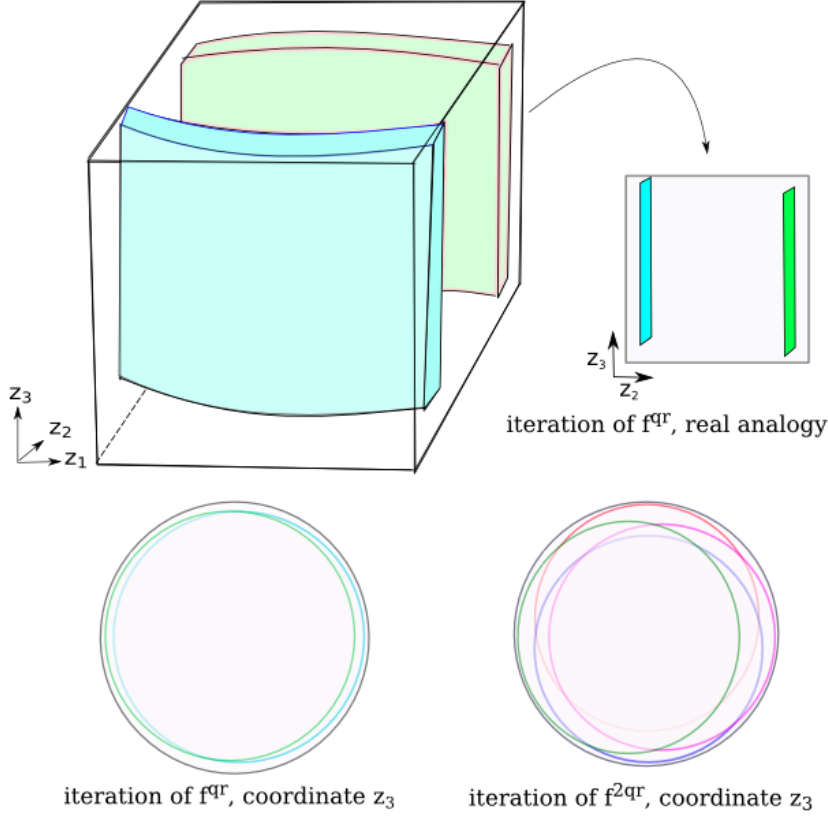 z₃
z₂
z₁
z₃
z₂
iteration of f^qr, real analogy
iteration of f^qr, coordinate z₃
iteration of f^2qr, coordinate z₃